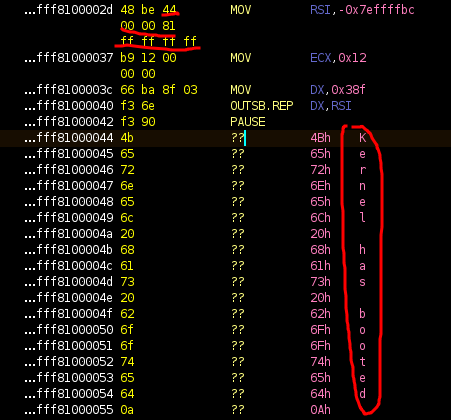 ...fff8100002d 48 be 44 MOV RSI,-0x7effffbc
00 00 81
ff ff ff ff
...fff81000037 b9 12 00 MOV ECX,0x12
00 00
...fff8100003c 66 ba 8f 03 MOV DX,0x38f
...fff81000040 f3 6e OUTSB.REP DX,RSI
...fff81000042 f3 90 PAUSE
...fff81000044 4b ?? 4Bh K
...fff81000045 65 ?? 65h e
...fff81000046 72 ?? 72h r
...fff81000047 6e ?? 6Eh n
...fff81000048 65 ?? 65h e
...fff81000049 6c ?? 6Ch l
...fff8100004a 20 ?? 20h
...fff8100004b 68 ?? 68h h
...fff8100004c 61 ?? 61h a
...fff8100004d 73 ?? 73h s
...fff8100004e 20 ?? 20h
...fff8100004f 62 ?? 62h b
...fff81000050 6f ?? 6Fh o
...fff81000051 6f ?? 6Fh o
...fff81000052 74 ?? 74h t
...fff81000053 65 ?? 65h e
...fff81000054 64 ?? 64h d
...fff81000055 0a ?? 0Ah